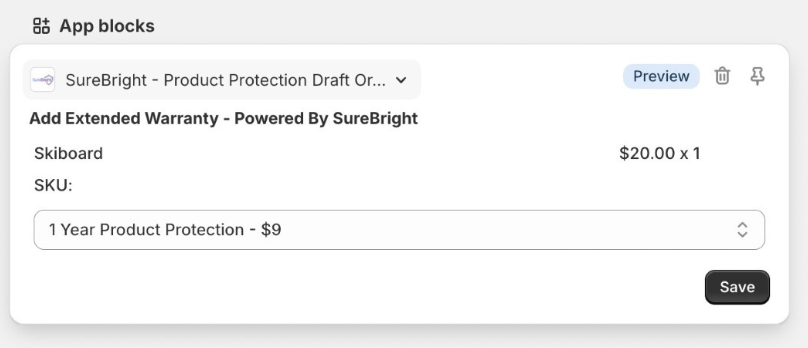 App blocks
SureBright - Product Protection Draft Or...
Preview
Add Extended Warranty - Powered By SureBright
Skiboard
$20.00 x 1
SKU:
1 Year Product Protection - $9
Save